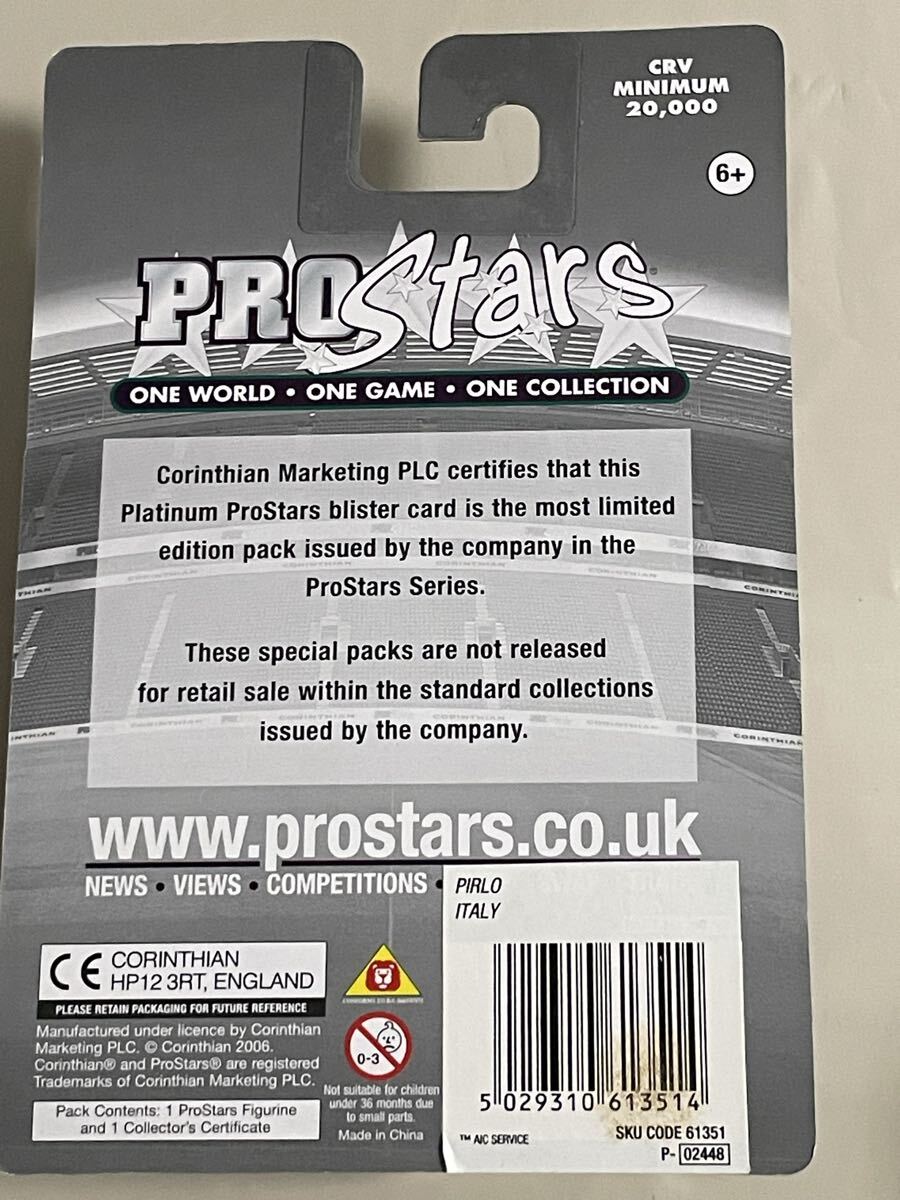 CRV
MINIMUM
20,000
6+
PROStars
ONE WORLD • ONE GAME • ONE COLLECTION
Corinthian Marketing PLC certifies that this
Platinum ProStars blister card is the most limited
edition pack issued by the company in the
ProStars Series.
These special packs are not released
for retail sale within the standard collections
issued by the company.
www.prostars.co.uk
NEWS • VIEWS • COMPETITIONS •
PIRLO
ITALY
CE CORINTHIAN
HP12 3RT, ENGLAND
PLEASE RETAIN PACKAGING FOR FUTURE REFERENCE
Manufactured under licence by Corinthian
Marketing PLC. © Corinthian 2006.
Corinthian® and ProStars® are registered
Trademarks of Corinthian Marketing PLC.
Pack Contents: 1 ProStars Figurine
and 1 Collector's Certificate
0-3
Not suitable for children
under 36 months due
to small parts.
Made in China
5 029310 613514
™ AIC SERVICE
SKU CODE 61351
P- 02448